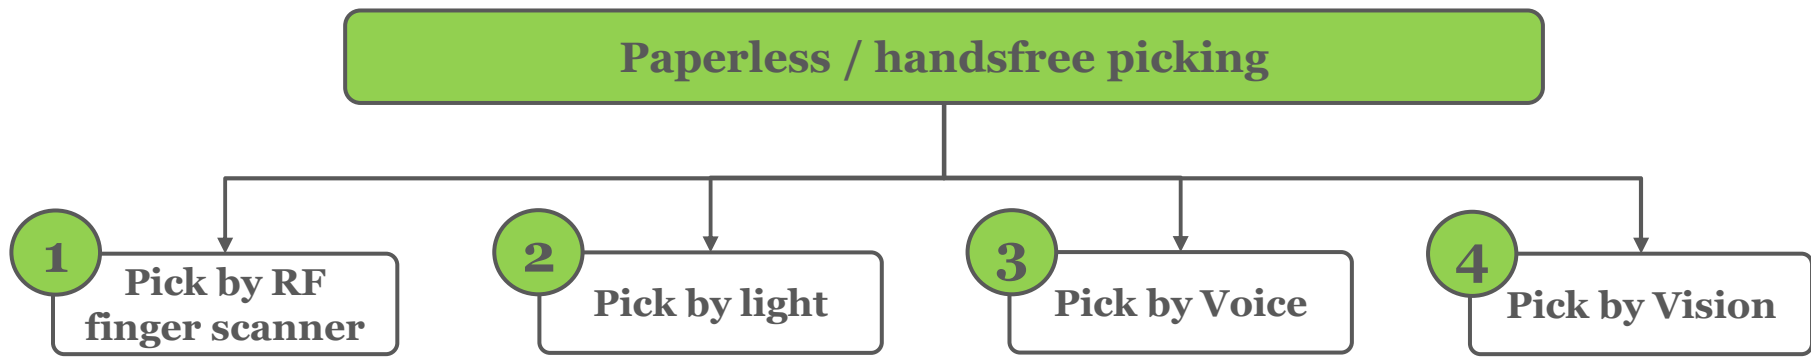 Paperless / handsfree picking
1
Pick by RF
finger scanner
2
Pick by light
3
Pick by Voice
4
Pick by Vision